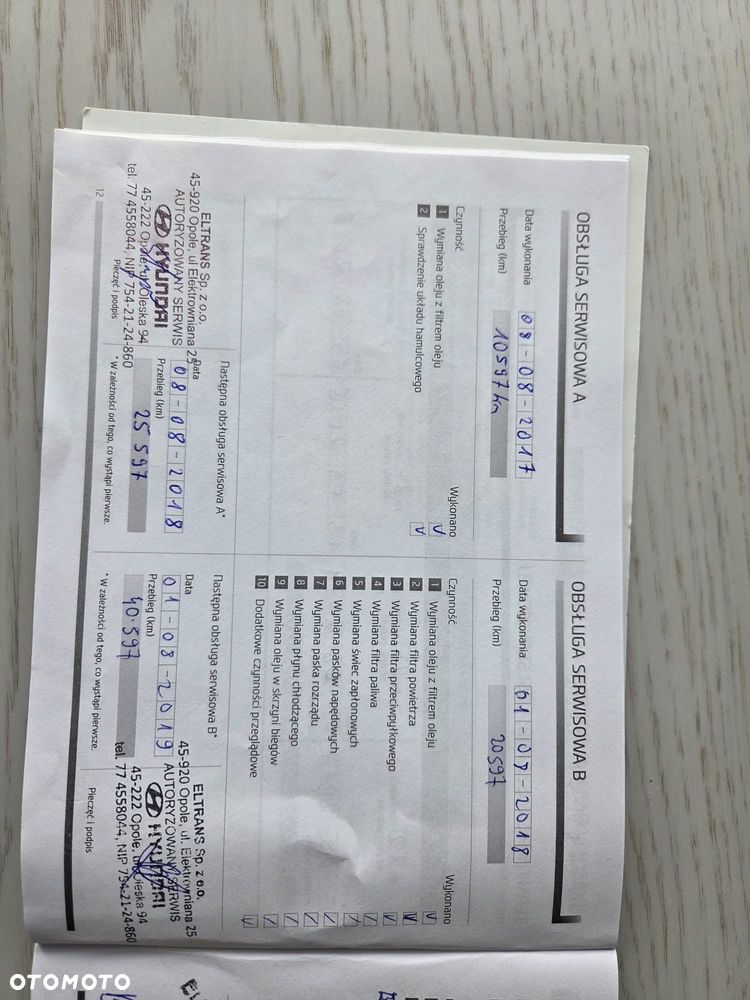 OBSŁUGA SERWISOWA A
Data wykonania 08-08-2017
Przebieg (km) 10597km
Czynność Wykonano
1 Wymiana oleju z filtrem oleju V
2 Sprawdzenie układu hamulcowego V
Następna obsługa serwisowa A*
Data
08-08-2018
Przebieg (km)
25 597
ELTRANS Sp. z o.o.
45-920 Opole, ul Elektrowniana 25
AUTORYZOWANY SERWIS
HYUNDAI
45-222 Opole, ul Oleska 94
tel. 77 4558044, NIP 754-21-24-860
Pieczęć i podpis
* W zależności od tego, co wystąpi pierwsze.
12
OBSŁUGA SERWISOWA B
Data wykonania 01-08-2018
Przebieg (km) 20597
Czynność Wykonano
1 Wymiana oleju z filtrem oleju V
2 Wymiana filtra powietrza V
3 Wymiana filtra przeciwpyłkowego V
4 Wymiana filtra paliwa /
5 Wymiana świec zapłonowych /
6 Wymiana pasków napędowych /
7 Wymiana paska rozrządu /
8 Wymiana płynu chłodzącego /
9 Wymiana oleju w skrzyni biegów /
10 Dodatkowe czynności przeglądowe V
Następna obsługa serwisowa B*
Data
01-08-2019
Przebieg (km)
40.597
* W zależności od tego, co wystąpi pierwsze.
ELTRANS Sp. z o.o.
45-920 Opole, ul. Elektrowniana 25
AUTORYZOWANY SERWIS
HYUNDAI
45-222 Opole, ul Oleska 94
tel. 77 4558044, NIP 754-21-24-860
Pieczęć i podpis
OTOMOTO